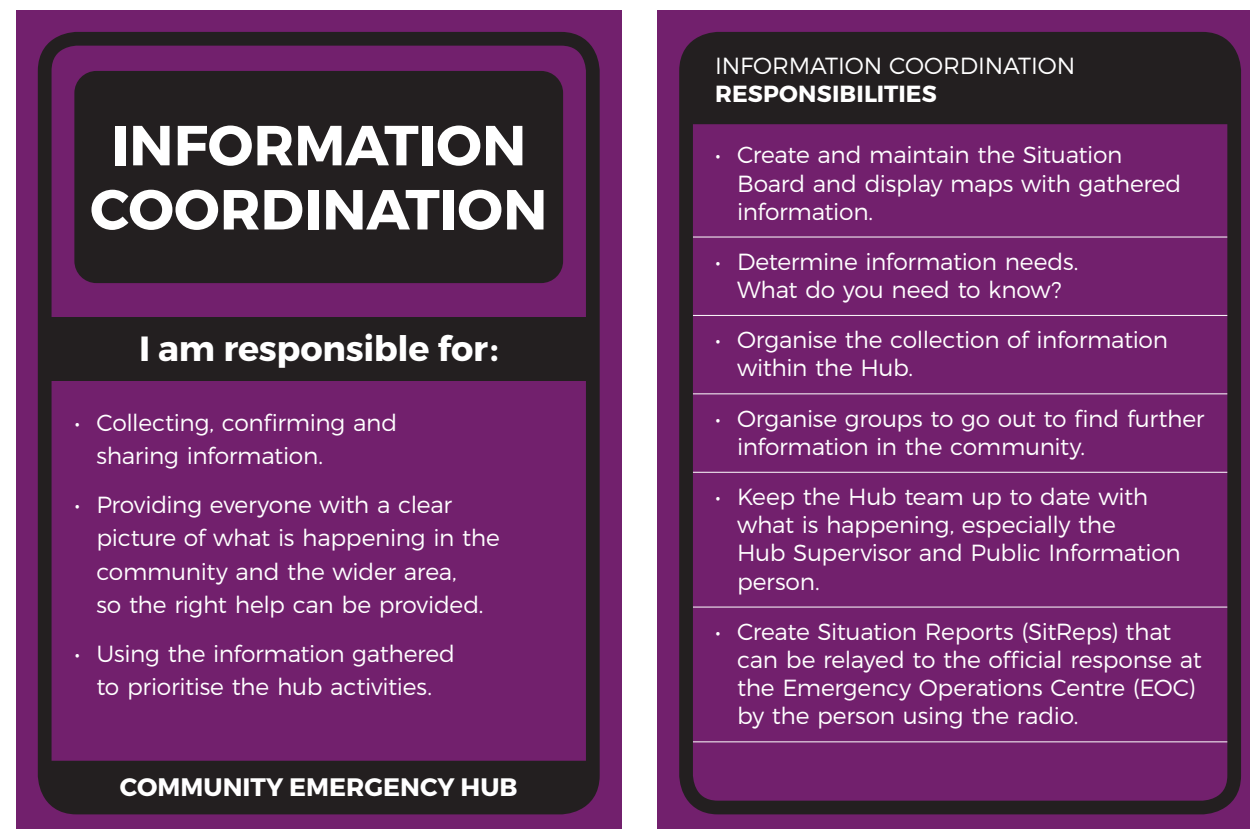 INFORMATION
COORDINATION
I am responsible for:
• Collecting, confirming and
sharing information.
• Providing everyone with a clear
picture of what is happening in the
community and the wider area,
so the right help can be provided.
• Using the information gathered
to prioritise the hub activities.
COMMUNITY EMERGENCY HUB
INFORMATION COORDINATION
RESPONSIBILITIES
• Create and maintain the Situation
Board and display maps with gathered
information.
• Determine information needs.
What do you need to know?
• Organise the collection of information
within the Hub.
• Organise groups to go out to find further
information in the community.
• Keep the Hub team up to date with
what is happening, especially the
Hub Supervisor and Public Information
person.
• Create Situation Reports (SitReps) that
can be relayed to the official response at
the Emergency Operations Centre (EOC)
by the person using the radio.